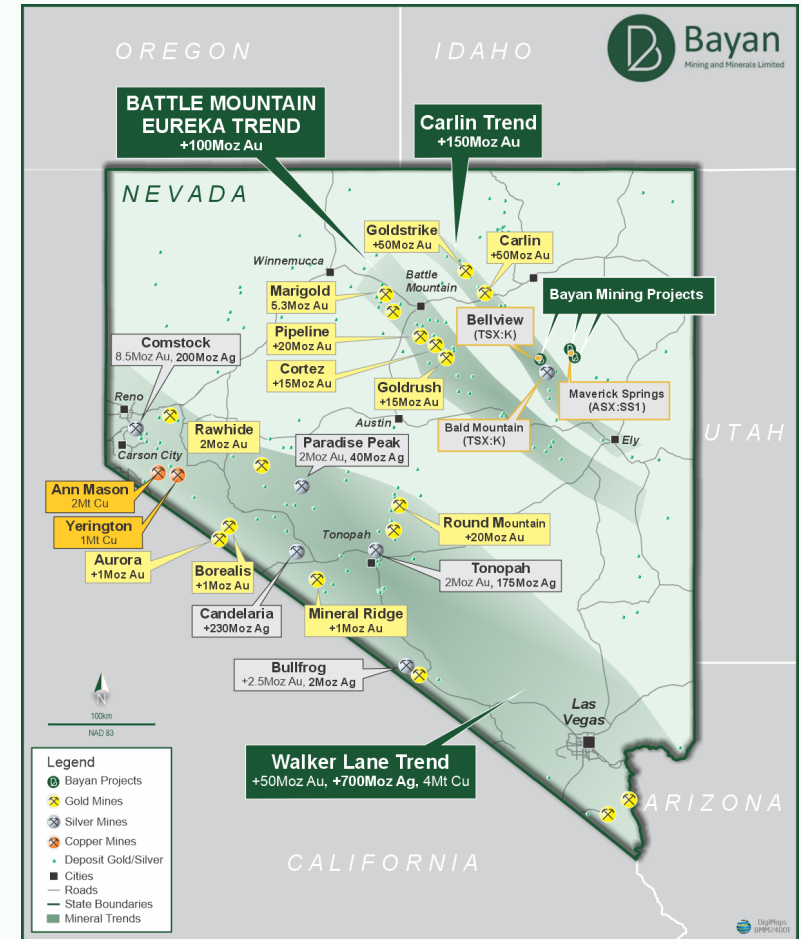 OREGON
IDAHO
Bayan
Mining and Minerals Limited
BATTLE MOUNTAIN
EUREKA TREND
+100Moz Au
Carlin Trend
+150Moz Au
NEVADA
Goldstrike
+50Moz Au
Carlin
+50Moz Au
Winnemucca
Battle
Mountain
Marigold
5.3Moz Au
Bayan Mining Projects
Bellview
(TSX:K)
Pipeline
+20Moz Au
Comstock
8.5Moz Au, 200Moz Ag
Cortez
+15Moz Au
Goldrush
+15Moz Au
Maverick Springs
(ASX:SS1)
Reno
Rawhide
2Moz Au
Austin
Bald Mountain
(TSX:K)
Ely
UTAH
Paradise Peak
2Moz Au, 40Moz Ag
Carson City
Ann Mason
2Mt Cu
Yerington
1Mt Cu
Round Mountain
+20Moz Au
Tonopah
Aurora
+1Moz Au
Borealis
+1Moz Au
Tonopah
2Moz Au, 175Moz Ag
Candelaria
+230Moz Ag
Mineral Ridge
+1Moz Au
Bullfrog
+2.5Moz Au, 2Moz Ag
N
100km
NAD 83
Las
Vegas
Walker Lane Trend
+50Moz Au, +700Moz Ag, 4Mt Cu
ARIZONA
CALIFORNIA
Legend
Bayan Projects
Gold Mines
Silver Mines
Copper Mines
Deposit Gold/Silver
Cities
Roads
State Boundaries
Mineral Trends
DigiMaps
BMM24001